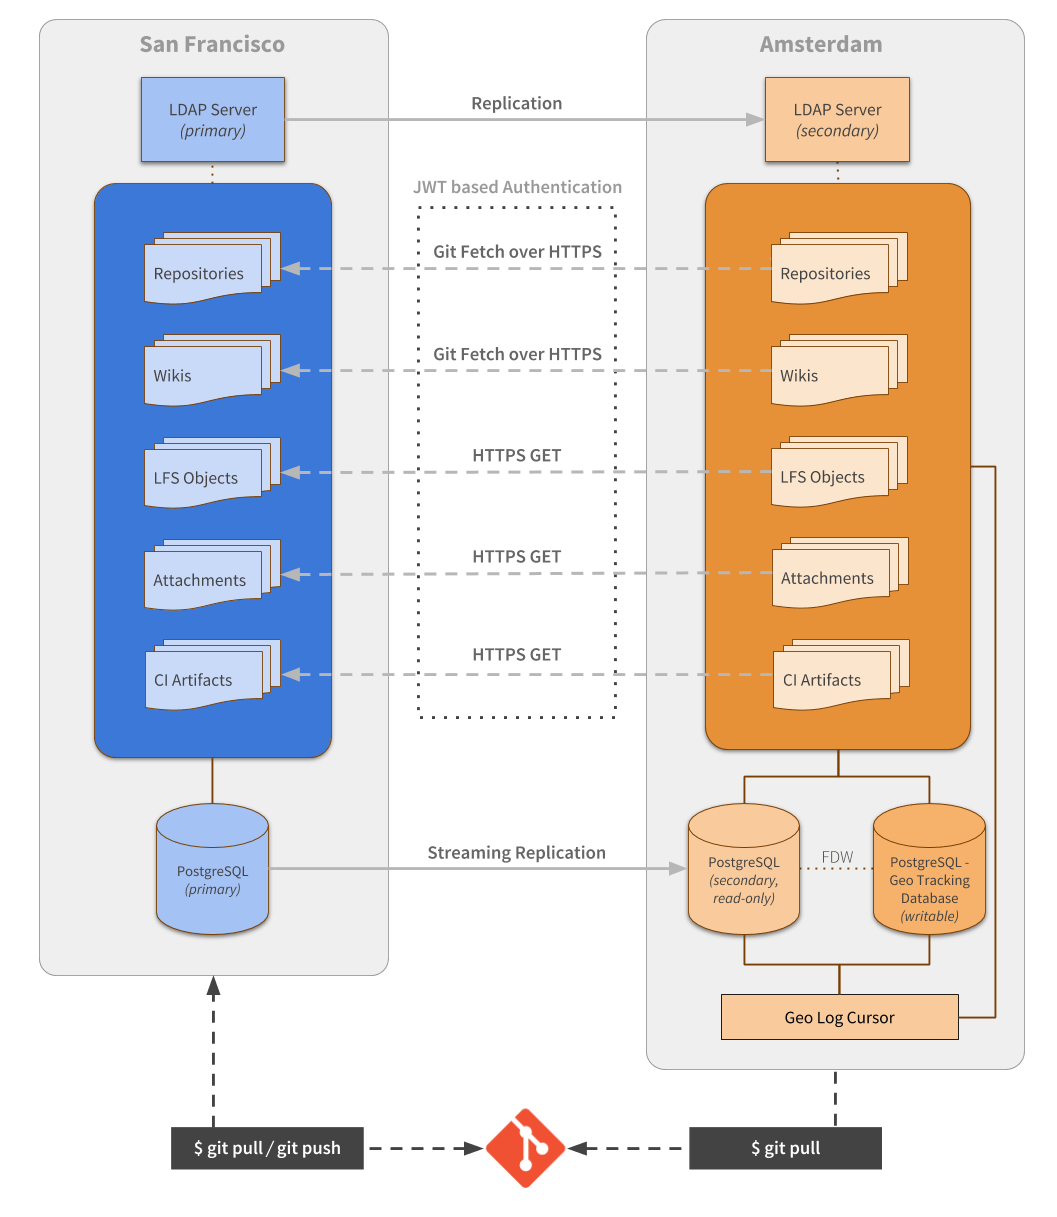 San Francisco
Amsterdam
LDAP Server
(primary)
Replication
LDAP Server
(secondary)
JWT based Authentication
Repositories
Git Fetch over HTTPS
Repositories
Wikis
Git Fetch over HTTPS
Wikis
LFS Objects
HTTPS GET
LFS Objects
Attachments
HTTPS GET
Attachments
CI Artifacts
HTTPS GET
CI Artifacts
PostgreSQL
(primary)
Streaming Replication
PostgreSQL
(secondary,
read-only)
FDW
PostgreSQL -
Geo Tracking
Database
(writable)
Geo Log Cursor
$ git pull / git push
$ git pull